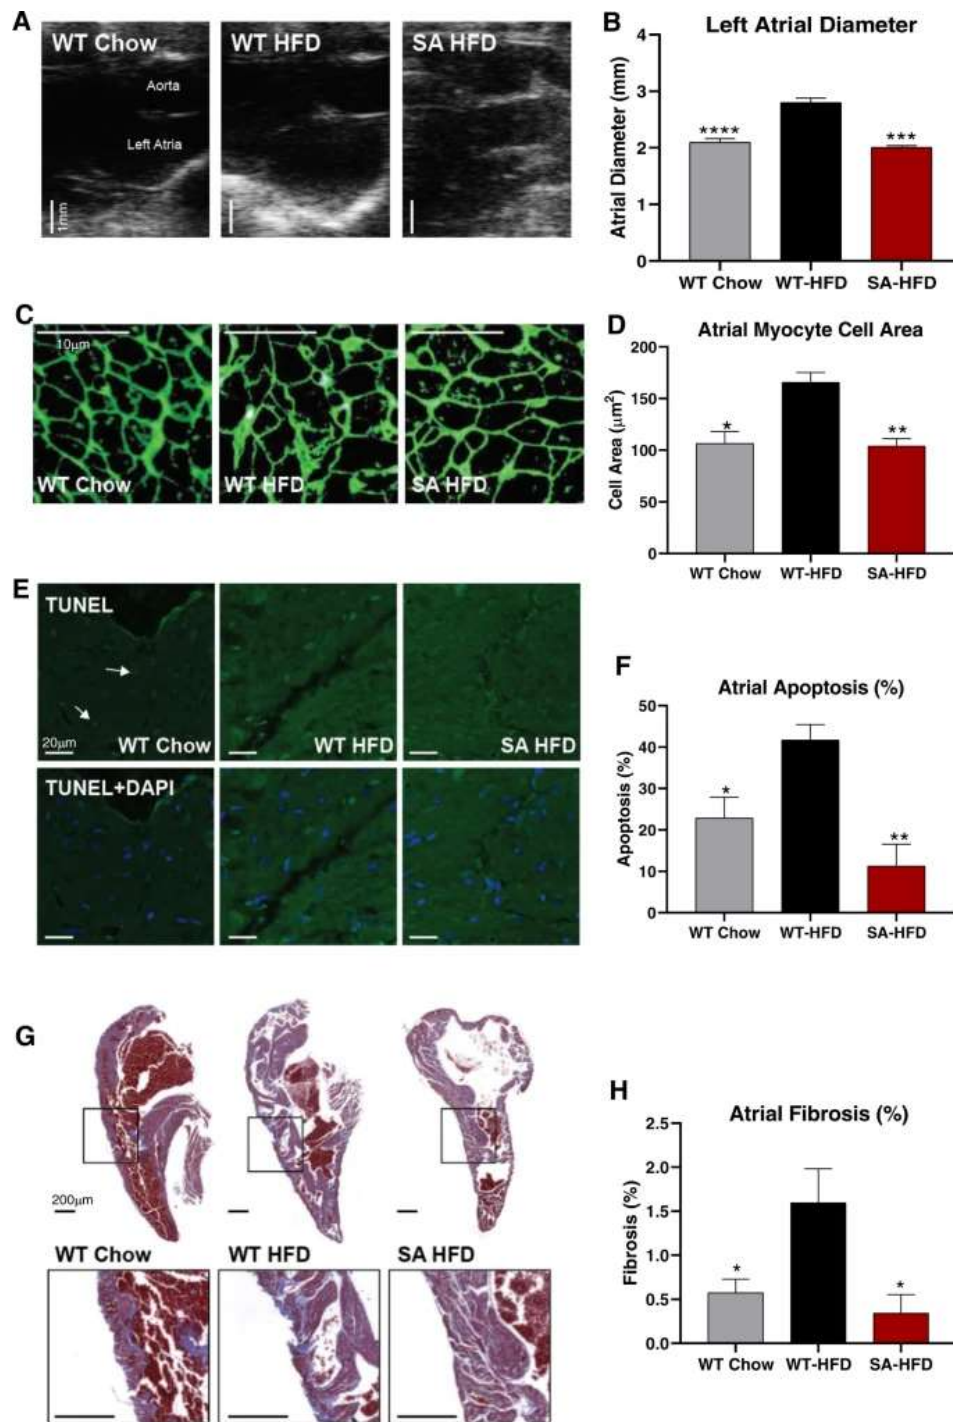 A
WT Chow
Aorta
Left Atria
1mm
WT HFD
SA HFD
B
Left Atrial Diameter
Atrial Diameter (mm)
4
3
2
1
0
****
***
WT Chow
WT-HFD
SA-HFD
C
10μm
WT Chow
WT HFD
SA HFD
D
Atrial Myocyte Cell Area
Cell Area (μm²)
200
150
100
50
0
*
**
WT Chow
WT-HFD
SA-HFD
E
TUNEL
20μm
WT Chow
WT HFD
SA HFD
TUNEL+DAPI
F
Atrial Apoptosis (%)
Apoptosis (%)
50
40
30
20
10
0
*
**
WT Chow
WT-HFD
SA-HFD
G
200μm
WT Chow
WT HFD
SA HFD
H
Atrial Fibrosis (%)
Fibrosis (%)
2.5
2.0
1.5
1.0
0.5
0.0
*
*
WT Chow
WT-HFD
SA-HFD